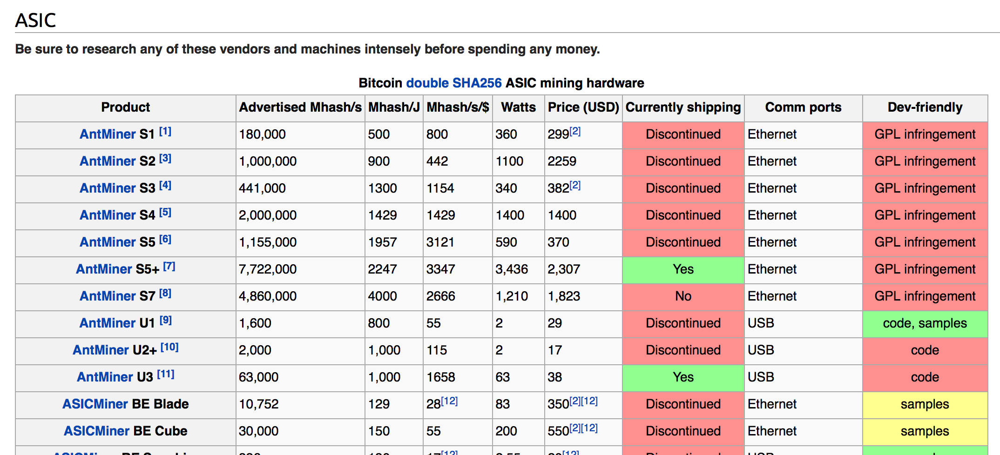 ASIC
Be sure to research any of these vendors and machines intensely before spending any money.
Bitcoin double SHA256 ASIC mining hardware
Product Advertised Mhash/s Mhash/J Mhash/s/$ Watts Price (USD) Currently shipping Comm ports Dev-friendly
AntMiner S1 [1] 180,000 500 800 360 299[2] Discontinued Ethernet GPL infringement
AntMiner S2 [3] 1,000,000 900 442 1100 2259 Discontinued Ethernet GPL infringement
AntMiner S3 [4] 441,000 1300 1154 340 382[2] Discontinued Ethernet GPL infringement
AntMiner S4 [5] 2,000,000 1429 1429 1400 1400 Discontinued Ethernet GPL infringement
AntMiner S5 [6] 1,155,000 1957 3121 590 370 Discontinued Ethernet GPL infringement
AntMiner S5+ [7] 7,722,000 2247 3347 3,436 2,307 Yes Ethernet GPL infringement
AntMiner S7 [8] 4,860,000 4000 2666 1,210 1,823 No Ethernet GPL infringement
AntMiner U1 [9] 1,600 800 55 2 29 Discontinued USB code, samples
AntMiner U2+ [10] 2,000 1,000 115 2 17 Discontinued USB code
AntMiner U3 [11] 63,000 1,000 1658 63 38 Yes USB code
ASICMiner BE Blade 10,752 129 28[12] 83 350[2][12] Discontinued Ethernet samples
ASICMiner BE Cube 30,000 150 55 200 550[2][12] Discontinued Ethernet samples